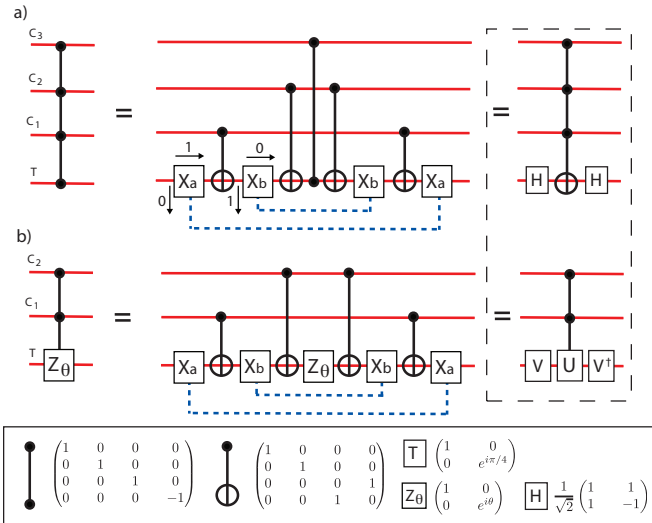 a)
C3
C2
C1
T
=
1
0
0
1
Xa
Xb
Xb
Xa
=
H
H
b)
C2
C1
T
Zθ
=
Xa
Xb
Zθ
Xb
Xa
=
V
U
V†
1 0 0 0
0 1 0 0
0 0 1 0
0 0 0 -1
1 0 0 0
0 1 0 0
0 0 0 1
0 0 1 0
T
1 0
0 e^{iπ/4}
Zθ
1 0
0 e^{iθ}
H
1/√2
1 1
1 -1